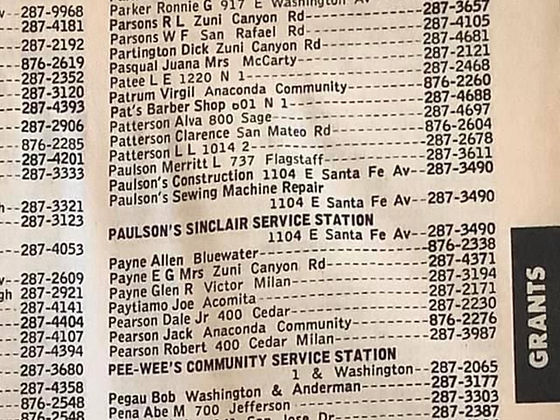 287-9968
287-4181
287-2192
876-2619
287-2352
287-3120
287-4393
287-2906
876-2285
287-4201
287-3333
287-3321
287-3123
287-4053
287-2609
287-2921
287-4141
287-4404
287-4107
287-4394
287-3680
287-4358
876-2548
876-2548
Parker Ronnie G 917 E Washington Av
Parsons R L Zuni Canyon Rd 287-3657
Parsons W F San Rafael Rd 287-4105
Partington Dick Zuni Canyon Rd 287-4681
Pasqual Juana Mrs McCarty 287-2121
Patee L E 1220 N 1 287-2468
Patrum Virgil Anaconda Community 876-2260
Pat's Barber Shop 601 N 1 287-4688
Patterson Alva 800 Sage 287-4697
Patterson Clarence San Mateo Rd 876-2604
Patterson L L 1014 2 287-2678
Paulson Merritt L 737 Flagstaff 287-3611
Paulson's Construction 1104 E Santa Fe Av 287-3490
Paulson's Sewing Machine Repair
1104 E Santa Fe Av 287-3490
PAULSON'S SINCLAIR SERVICE STATION
1104 E Santa Fe Av 287-3490
Payne Allen Bluewater 876-2338
Payne E G Mrs Zuni Canyon Rd 287-4371
Payne Glen R Victor Milan 287-3194
Paytiamo Joe Acomita 287-2171
Pearson Dale Jr 400 Cedar 287-2230
Pearson Jack Anaconda Community 876-2276
Pearson Robert 400 Cedar Milan 287-3987
PEE-WEE'S COMMUNITY SERVICE STATION
1 & Washington 287-2065
Pegau Bob Washington & Anderman 287-3177
Pena Abe M 700 Jefferson 287-3303
GRANTS